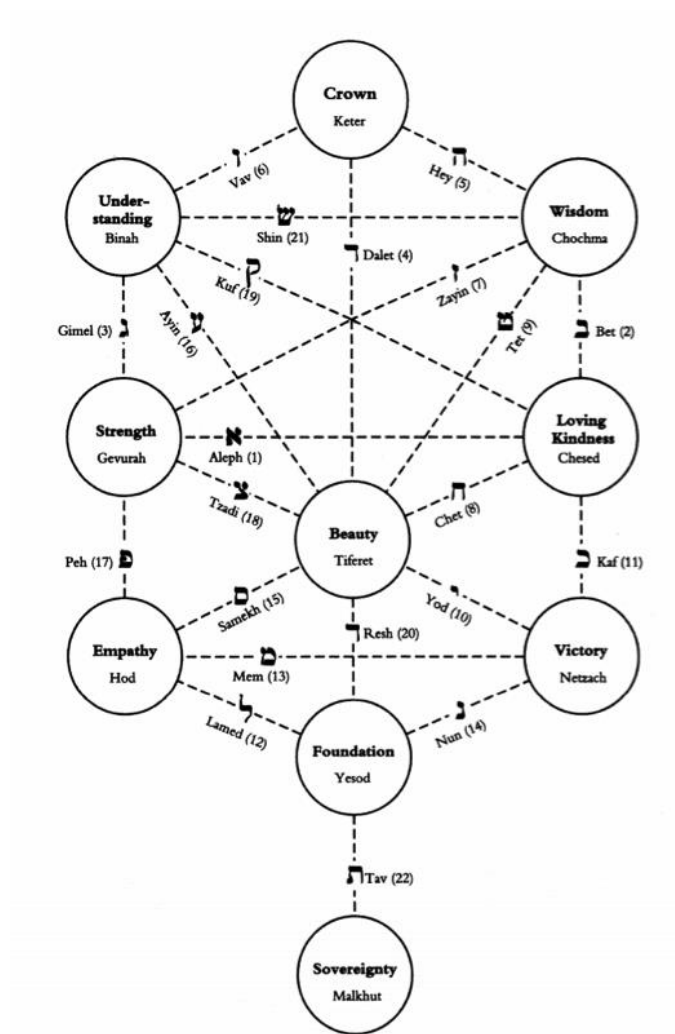 Crown
Keter
ו
Vav (6)
ה
Hey (5)
Under-
standing
Binah
ש
Shin (21)
ד
Dalet (4)
Wisdom
Chochma
ק
Kuf (19)
ז
Zayin (7)
Gimel (3)
ג
Ayin (16)
ע
ט
Tet (9)
ב
Bet (2)
Strength
Gevurah
א
Aleph (1)
Loving
Kindness
Chesed
צ
Tzadi (18)
ח
Chet (8)
Beauty
Tiferet
Peh (17)
פ
כ
Kaf (11)
ס
Samekh (15)
י
Yod (10)
ר
Resh (20)
Empathy
Hod
מ
Mem (13)
Victory
Netzach
ל
Lamed (12)
נ
Nun (14)
Foundation
Yesod
ת
Tav (22)
Sovereignty
Malkhut